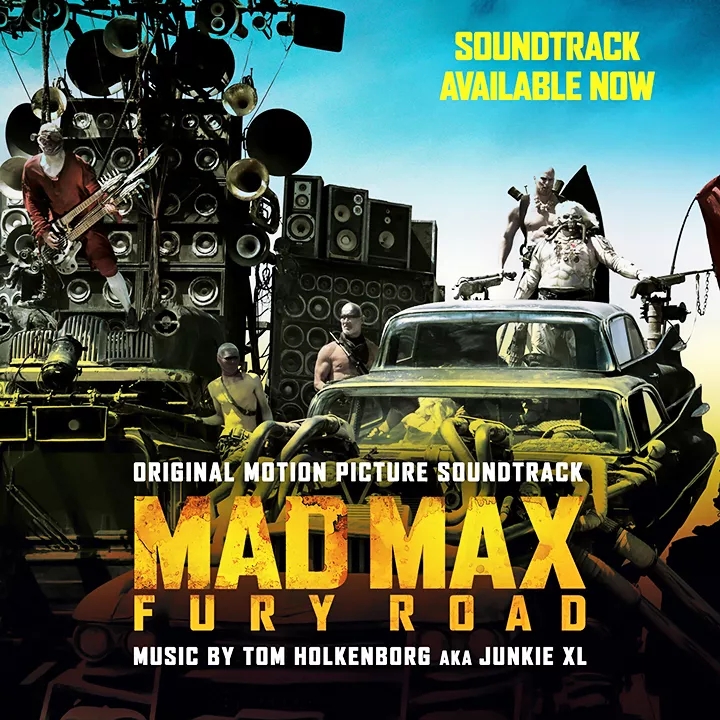 SOUNDTRACK
AVAILABLE NOW
ORIGINAL MOTION PICTURE SOUNDTRACK
MAD MAX
FURY ROAD
MUSIC BY TOM HOLKENBORG AKA JUNKIE XL